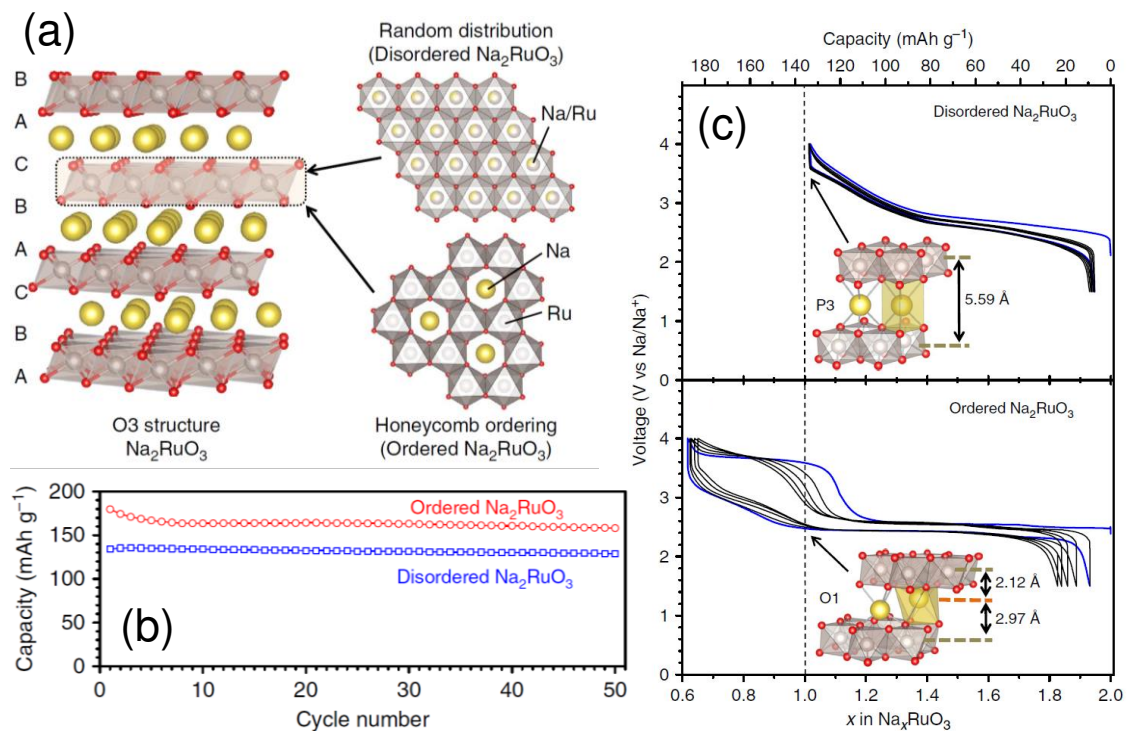 (a)
Random distribution
(Disordered Na₂RuO₃)
B
A
C
B
A
C
B
A
Na/Ru
Na
Ru
O3 structure
Na₂RuO₃
Honeycomb ordering
(Ordered Na₂RuO₃)
200
150
100
50
0
Capacity (mAh g⁻¹)
Ordered Na₂RuO₃
Disordered Na₂RuO₃
(b)
0 10 20 30 40 50
Cycle number
Capacity (mAh g⁻¹)
180 160 140 120 100 80 60 40 20 0
(c)
Disordered Na₂RuO₃
4
3
2
1
0
P3
5.59 Å
Voltage (V vs Na/Na⁺)
Ordered Na₂RuO₃
4
3
2
1
0
O1
2.12 Å
2.97 Å
0.6 0.8 1.0 1.2 1.4 1.6 1.8 2.0
x in NaₓRuO₃